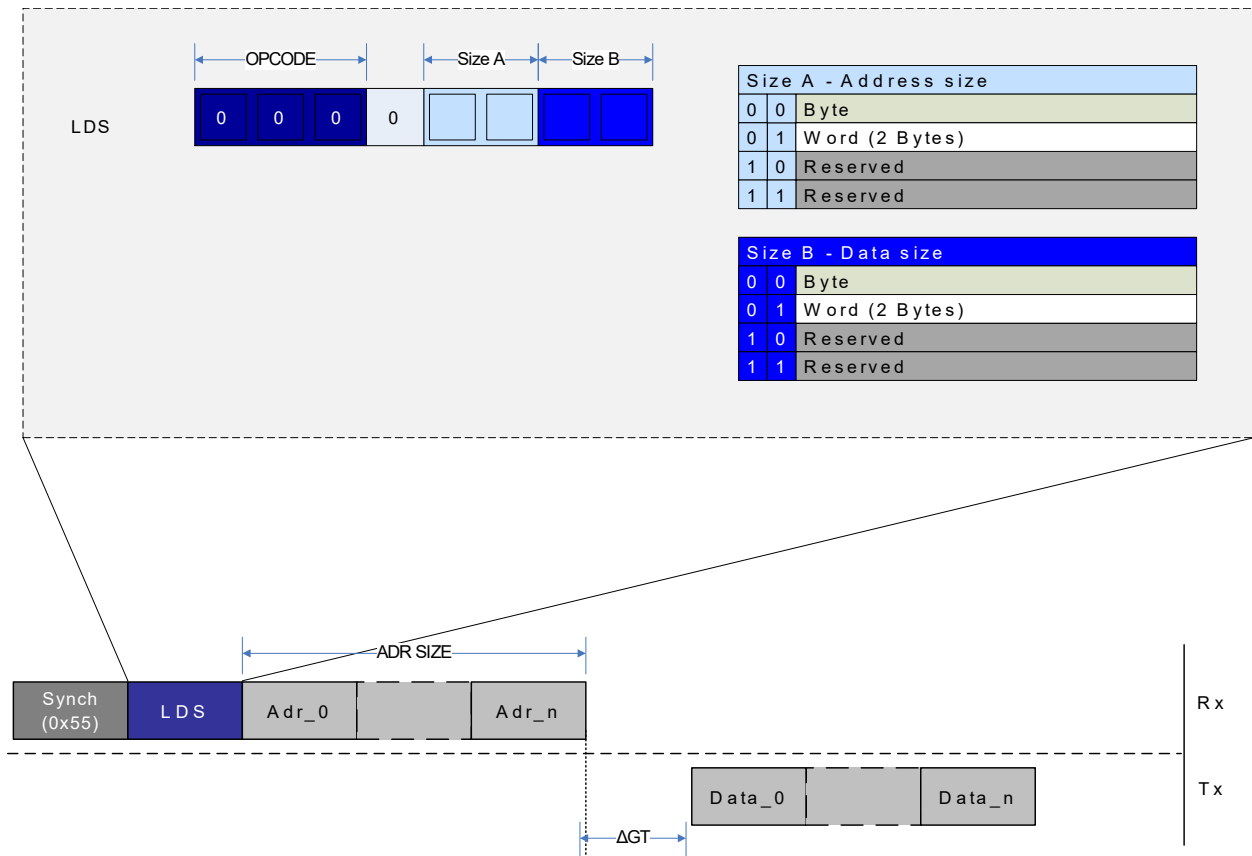 OPCODE Size A Size B
LDS 0 0 0 0
Size A - Address size
0 0 Byte
0 1 Word (2 Bytes)
1 0 Reserved
1 1 Reserved
Size B - Data size
0 0 Byte
0 1 Word (2 Bytes)
1 0 Reserved
1 1 Reserved
ADR SIZE
Synch
(0x55)
LDS Adr_0 Adr_n Rx
Data_0 Data_n Tx
ΔGT